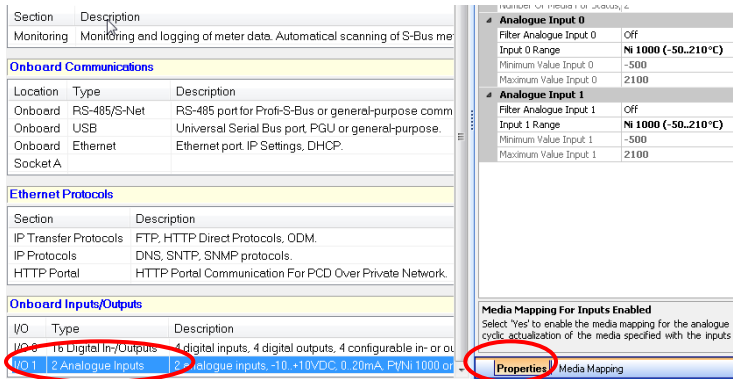 Section Description
Monitoring Monitoring and logging of meter data. Automatical scanning of S-Bus me
Onboard Communications
Location Type Description
Onboard RS-485/S-Net RS-485 port for Profi-S-Bus or general-purpose comm
Onboard USB Universal Serial Bus port, PGU or general-purpose.
Onboard Ethernet Ethernet port. IP Settings, DHCP.
Socket A
Ethernet Protocols
Section Description
IP Transfer Protocols FTP, HTTP Direct Protocols, ODM.
IP Protocols DNS, SNTP, SNMP protocols.
HTTP Portal HTTP Portal Communication For PCD Over Private Network.
Onboard Inputs/Outputs
I/O Type Description
I/O 0 16 Digital In-/Outputs 4 digital inputs, 4 digital outputs, 4 configurable in- or ou
I/O 1 2 Analogue Inputs 2 analogue inputs, -10..+10VDC, 0..20mA, Pt/Ni 1000 or
Number Of Media For Status, 2
Analogue Input 0
Filter Analogue Input 0 Off
Input 0 Range Ni 1000 (-50..210°C)
Minimum Value Input 0 -500
Maximum Value Input 0 2100
Analogue Input 1
Filter Analogue Input 1 Off
Input 1 Range Ni 1000 (-50..210°C)
Minimum Value Input 1 -500
Maximum Value Input 1 2100
Media Mapping For Inputs Enabled
Select 'Yes' to enable the media mapping for the analogue
cyclic actualization of the media specified with the inputs
Properties Media Mapping